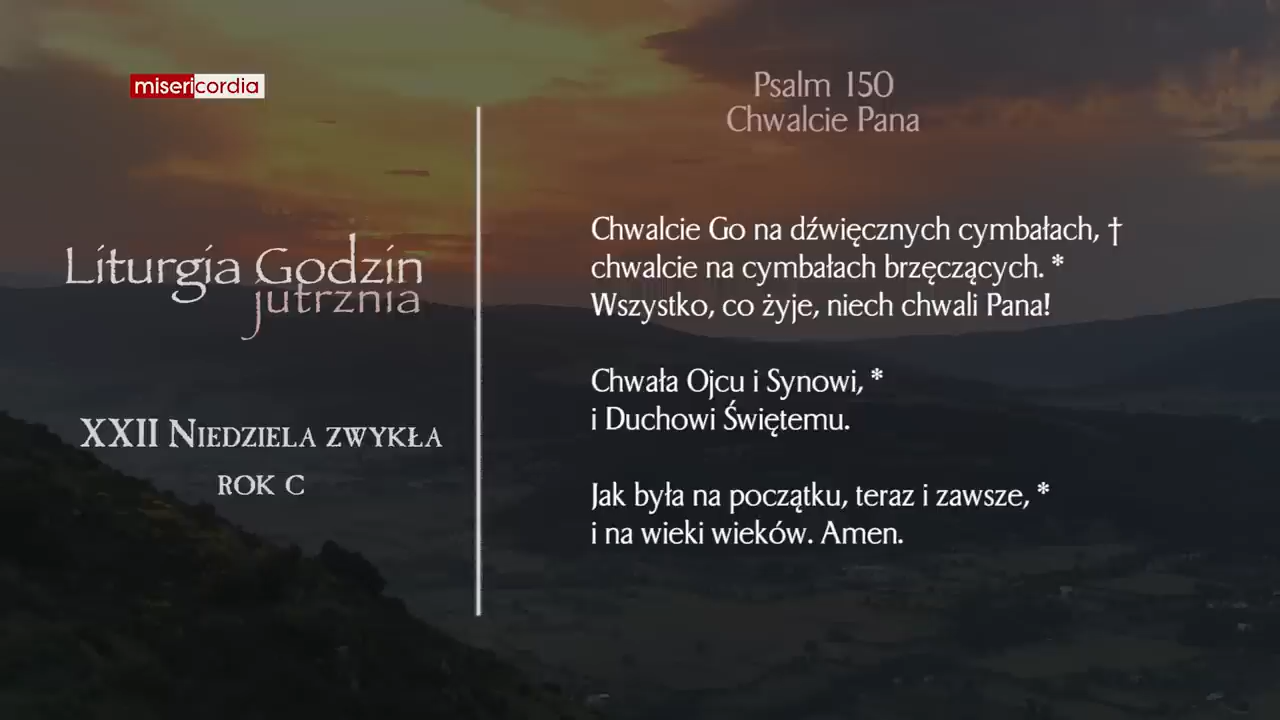 misericordia
Liturgia Godzin
jutrznia
XXII Niedziela zwykła
rok C
Psalm 150
Chwalcie Pana
Chwalcie Go na dźwięcznych cymbałach, †
chwalcie na cymbałach brzęczących. *
Wszystko, co żyje, niech chwali Pana!
Chwała Ojcu i Synowi, *
i Duchowi Świętemu.
Jak była na początku, teraz i zawsze, *
i na wieki wieków. Amen.